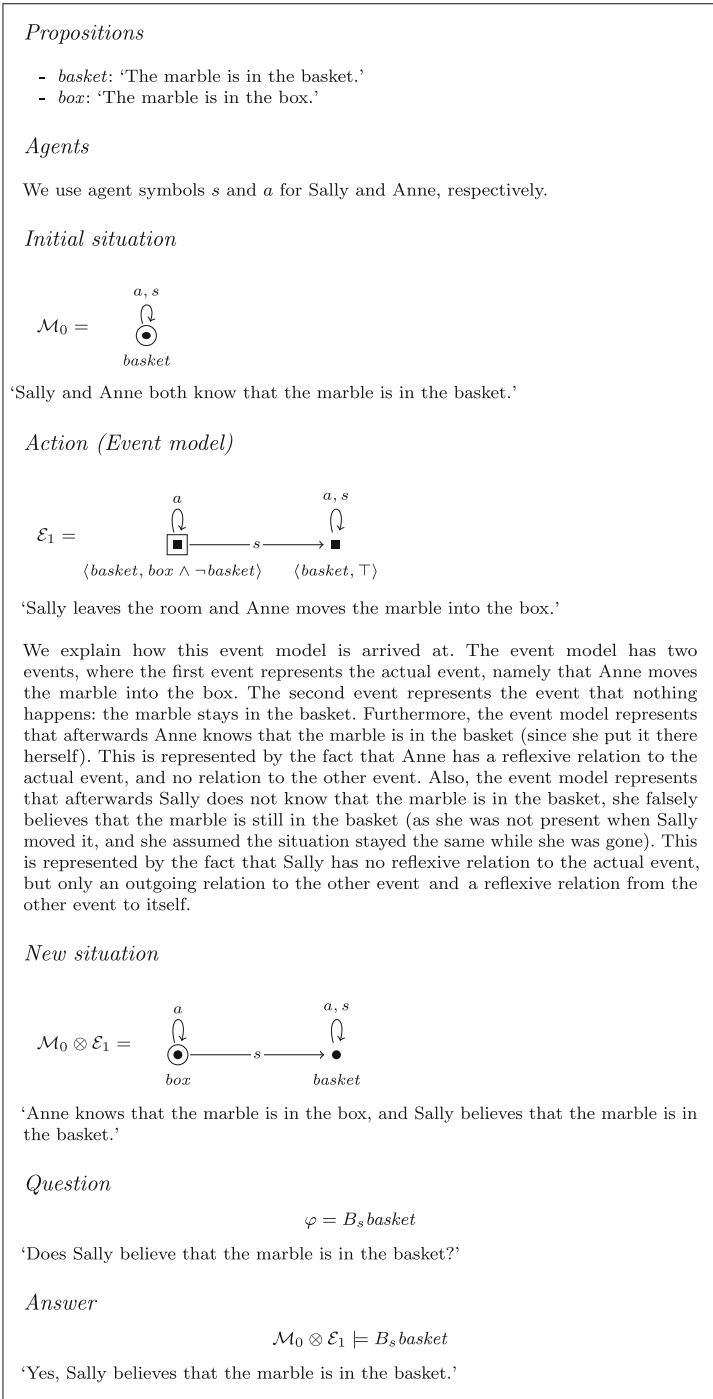 Propositions
- basket: ‘The marble is in the basket.’
- box: ‘The marble is in the box.’
Agents
We use agent symbols s and a for Sally and Anne, respectively.
Initial situation
a, s
ℳ₀ =
basket
‘Sally and Anne both know that the marble is in the basket.’
Action (Event model)
a a, s
ℰ₁ = s
⟨basket, box ∧ ¬basket⟩ ⟨basket, ⊤⟩
‘Sally leaves the room and Anne moves the marble into the box.’
We explain how this event model is arrived at. The event model has two
events, where the first event represents the actual event, namely that Anne moves
the marble into the box. The second event represents the event that nothing
happens: the marble stays in the basket. Furthermore, the event model represents
that afterwards Anne knows that the marble is in the basket (since she put it there
herself). This is represented by the fact that Anne has a reflexive relation to the
actual event, and no relation to the other event. Also, the event model represents
that afterwards Sally does not know that the marble is in the basket, she falsely
believes that the marble is still in the basket (as she was not present when Sally
moved it, and she assumed the situation stayed the same while she was gone). This
is represented by the fact that Sally has no reflexive relation to the actual event,
but only an outgoing relation to the other event and a reflexive relation from the
other event to itself.
New situation
a a, s
ℳ₀ ⊗ ℰ₁ = s
box basket
‘Anne knows that the marble is in the box, and Sally believes that the marble is in
the basket.’
Question
φ = Bₛ basket
‘Does Sally believe that the marble is in the basket?’
Answer
ℳ₀ ⊗ ℰ₁ ⊨ Bₛ basket
‘Yes, Sally believes that the marble is in the basket.’